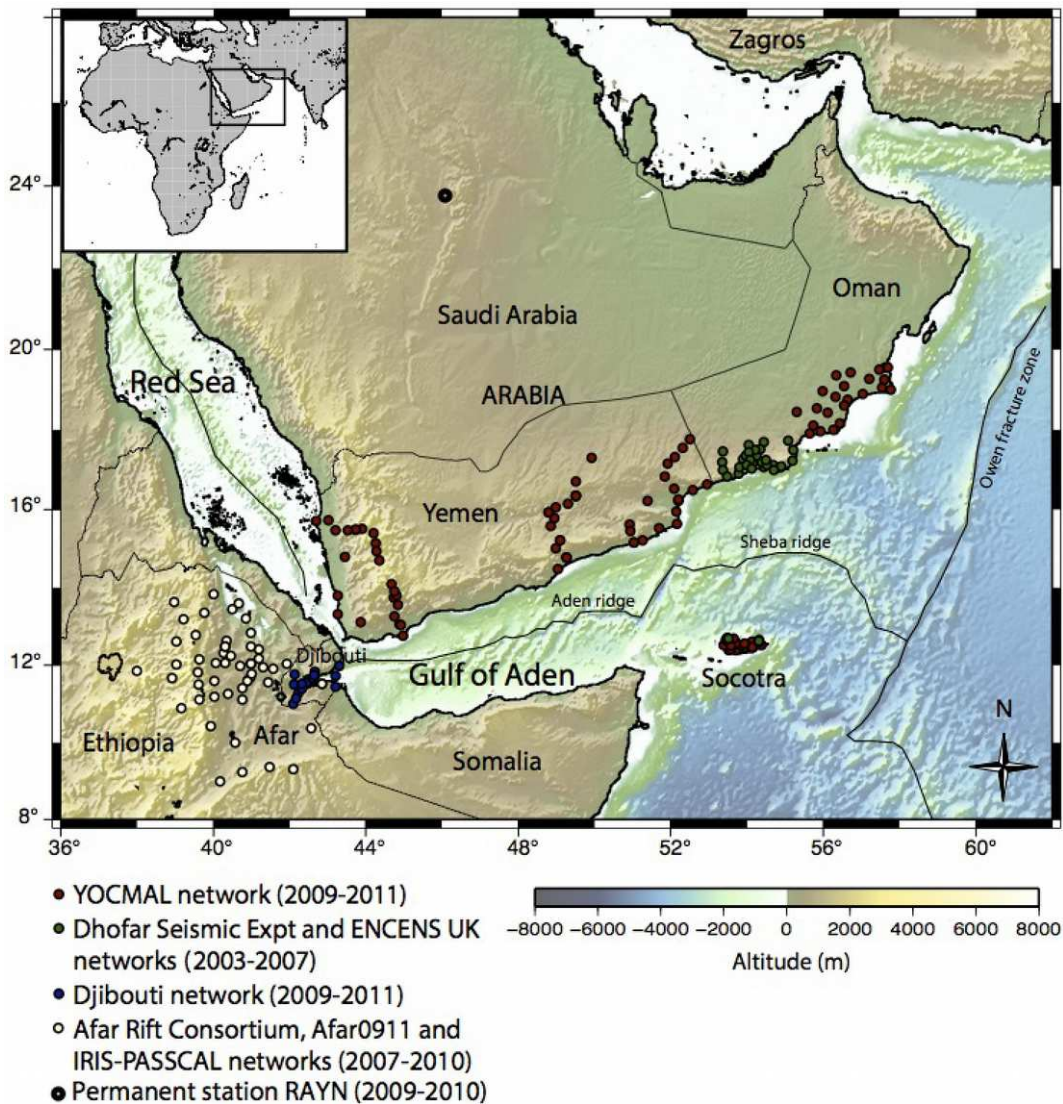 Zagros
24°
Oman
Saudi Arabia
20°
Red Sea
ARABIA
Owen fracture zone
16°
Yemen
Sheba ridge
Aden ridge
Djibouti
12°
Gulf of Aden
Socotra
N
Ethiopia
Afar
Somalia
8°
36° 40° 44° 48° 52° 56° 60°
YOCMAL network (2009-2011)
Dhofar Seismic Expt and ENCENS UK
networks (2003-2007)
Djibouti network (2009-2011)
Afar Rift Consortium, Afar0911 and
IRIS-PASSCAL networks (2007-2010)
Permanent station RAYN (2009-2010)
−8000 −6000 −4000 −2000 0 2000 4000 6000 8000
Altitude (m)